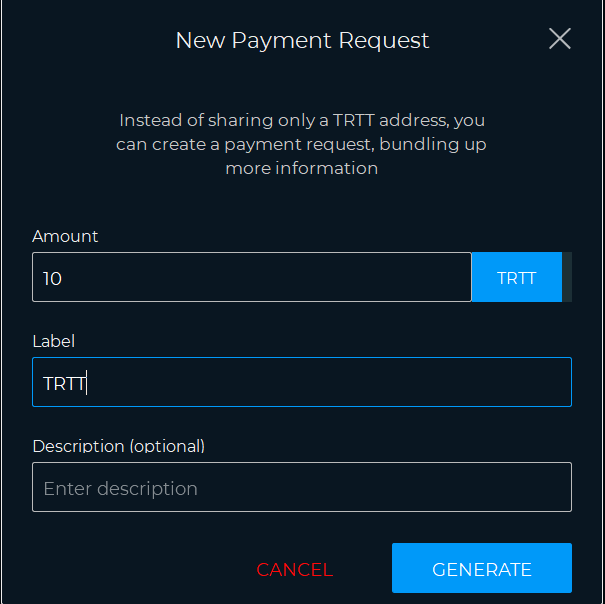 New Payment Request
Instead of sharing only a TRTT address, you
can create a payment request, bundling up
more information
Amount
10
TRTT
Label
TRTT
Description (optional)
Enter description
CANCEL
GENERATE